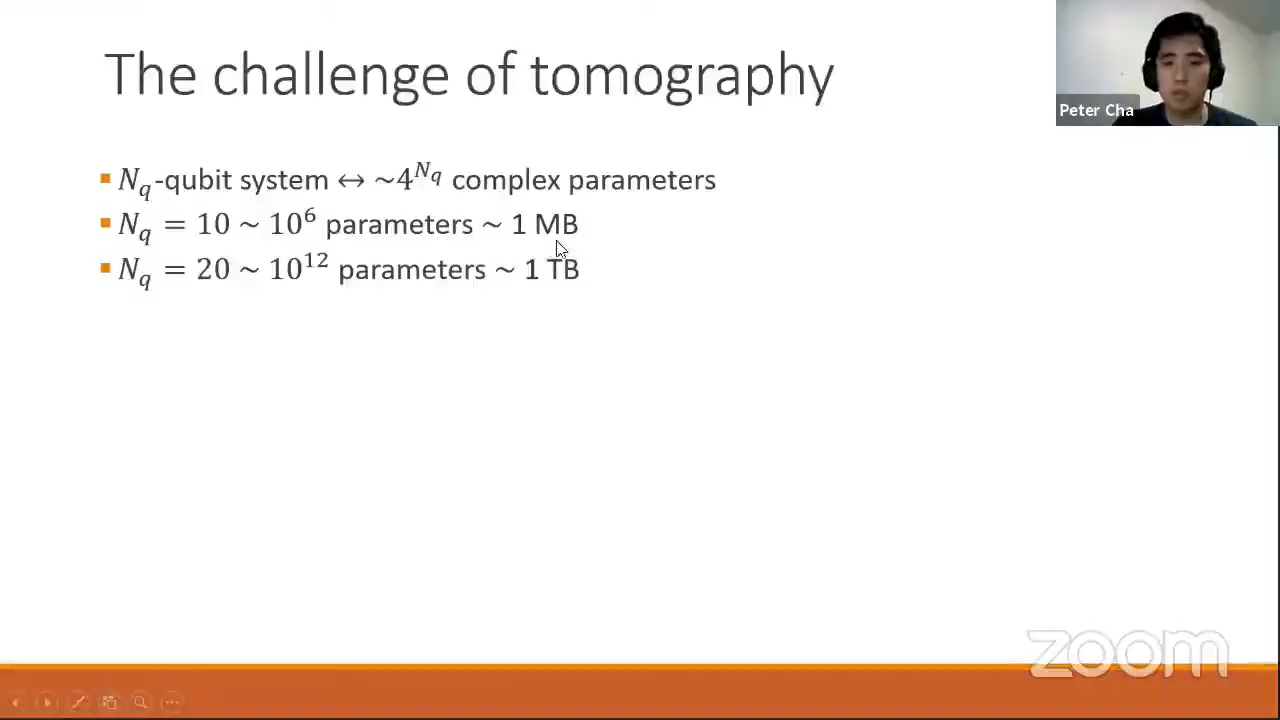 The challenge of tomography
Peter Cha
▪ N_q-qubit system ↔ ~4^{N_q} complex parameters
▪ N_q = 10 ~ 10^6 parameters ~ 1 MB
▪ N_q = 20 ~ 10^{12} parameters ~ 1 TB
zoom